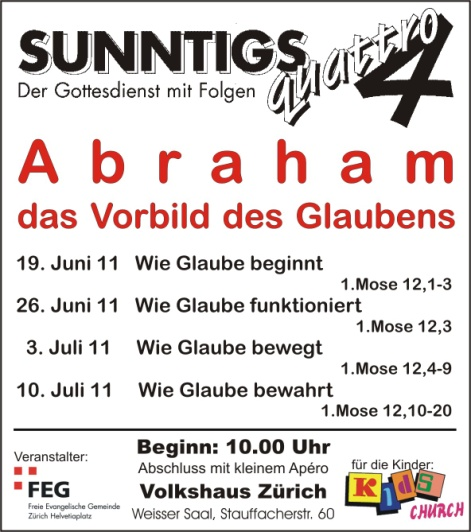 SUNNTIGS
quattro
4
Der Gottesdienst mit Folgen
Abraham
das Vorbild des Glaubens
19. Juni 11 Wie Glaube beginnt
1.Mose 12,1-3
26. Juni 11 Wie Glaube funktioniert
1.Mose 12,3
3. Juli 11 Wie Glaube bewegt
1.Mose 12,4-9
10. Juli 11 Wie Glaube bewahrt
1.Mose 12,10-20
Veranstalter:
FEG
Freie Evangelische Gemeinde
Zürich Helvetiaplatz
Beginn: 10.00 Uhr
Abschluss mit kleinem Apéro
Volkshaus Zürich
Weisser Saal, Stauffacherstr. 60
für die Kinder:
KidS
CHURCH